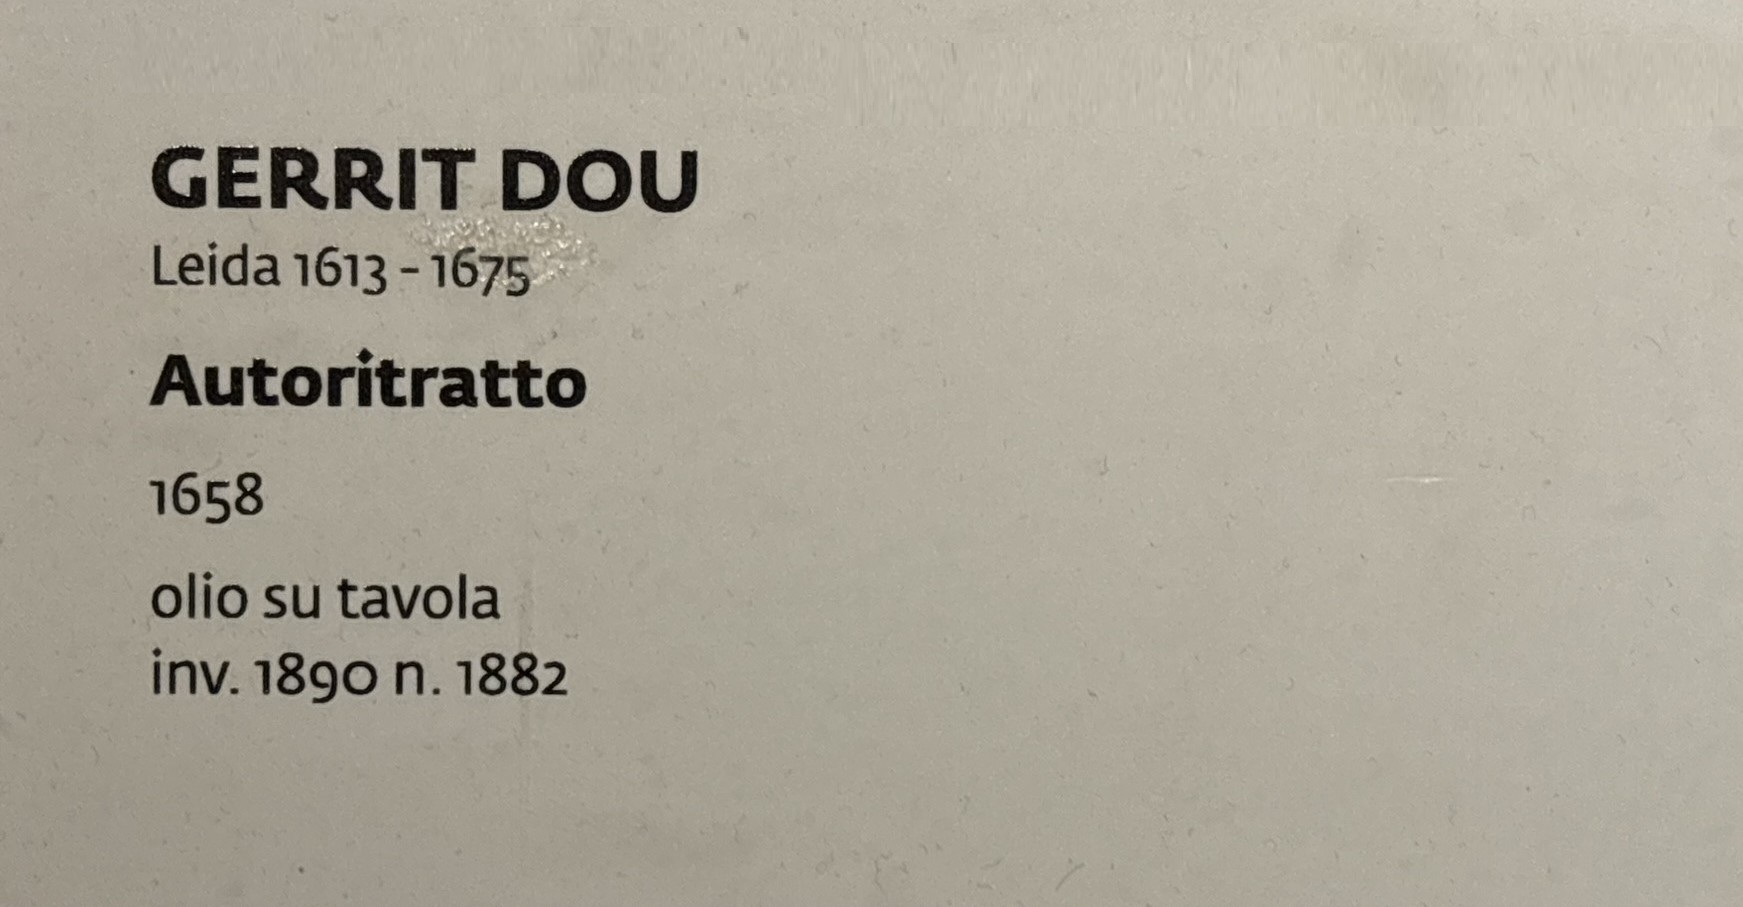 GERRIT DOU
Leida 1613 - 1675
Autoritratto
1658
olio su tavola
inv. 1890 n. 1882